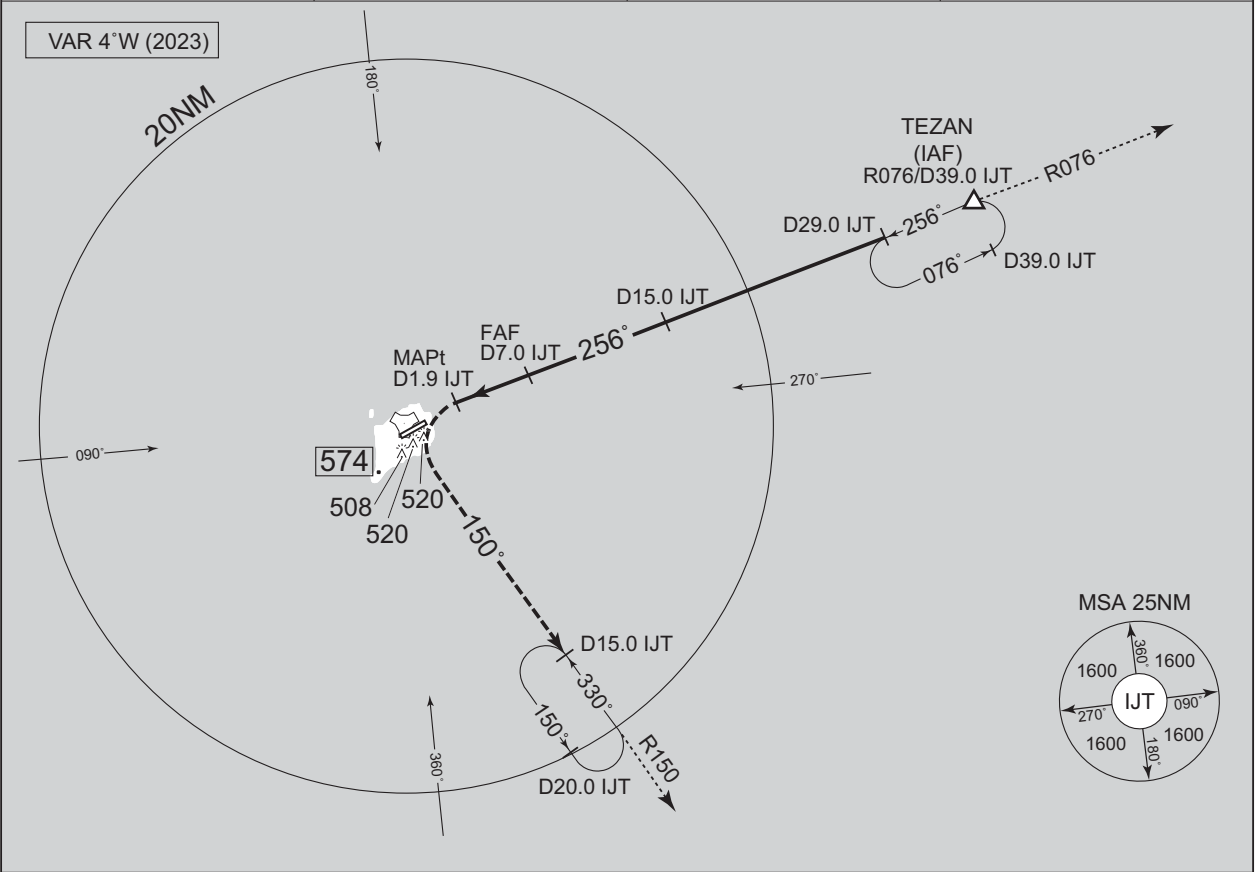 VAR 4˚W (2023)
20NM
180˚
TEZAN
(IAF)
R076/D39.0 IJT
R076
D29.0 IJT
256˚
076˚
D39.0 IJT
D15.0 IJT
256˚
FAF
D7.0 IJT
MAPt
D1.9 IJT
270˚
090˚
574
508
520
520
150˚
D15.0 IJT
330˚
150˚
R150
D20.0 IJT
360˚
MSA 25NM
360˚
1600
1600
IJT
270˚
090˚
1600
1600
180˚